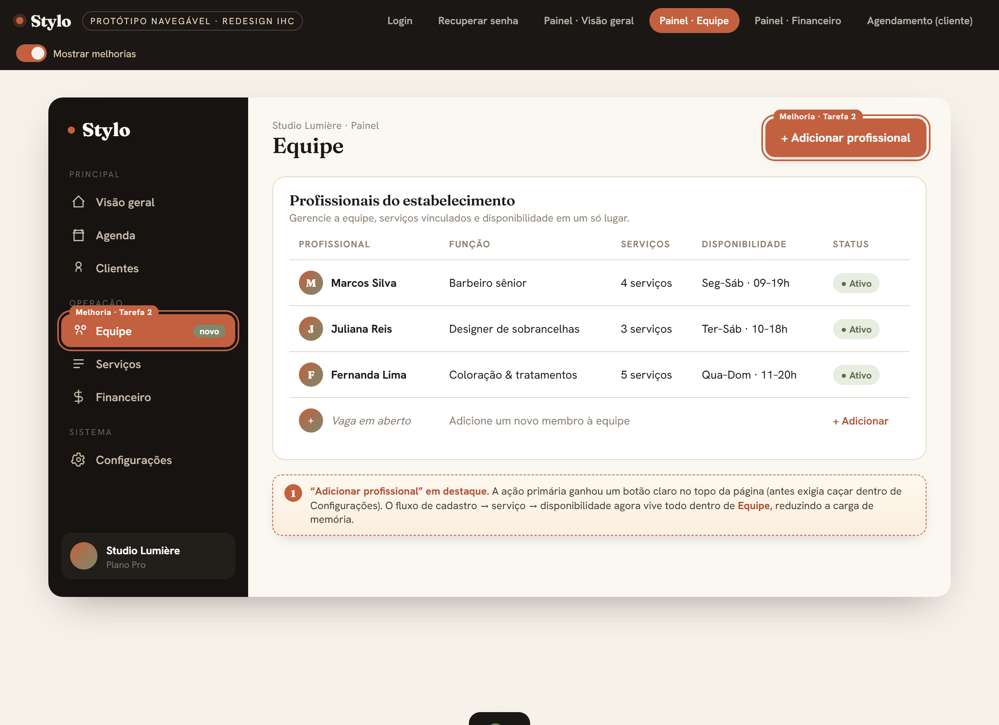 Stylo
PROTÓTIPO NAVEGÁVEL · REDESIGN IHC
Login
Recuperar senha
Painel · Visão geral
Painel · Equipe
Painel · Financeiro
Agendamento (cliente)
Mostrar melhorias
Stylo
PRINCIPAL
Visão geral
Agenda
Clientes
OPERAÇÃO
Melhoria · Tarefa 2
Equipe
novo
Serviços
Financeiro
SISTEMA
Configurações
Studio Lumière
Plano Pro
Studio Lumière · Painel
Equipe
Melhoria · Tarefa 2
+ Adicionar profissional
Profissionais do estabelecimento
Gerencie a equipe, serviços vinculados e disponibilidade em um só lugar.
PROFISSIONAL FUNÇÃO SERVIÇOS DISPONIBILIDADE STATUS
M Marcos Silva Barbeiro sênior 4 serviços Seg–Sáb · 09–19h ● Ativo
J Juliana Reis Designer de sobrancelhas 3 serviços Ter–Sáb · 10–18h ● Ativo
F Fernanda Lima Coloração & tratamentos 5 serviços Qua–Dom · 11–20h ● Ativo
+ Vaga em aberto Adicione um novo membro à equipe + Adicionar
1 “Adicionar profissional” em destaque. A ação primária ganhou um botão claro no topo da página (antes exigia caçar dentro de
Configurações). O fluxo de cadastro → serviço → disponibilidade agora vive todo dentro de Equipe, reduzindo a carga de
memória.